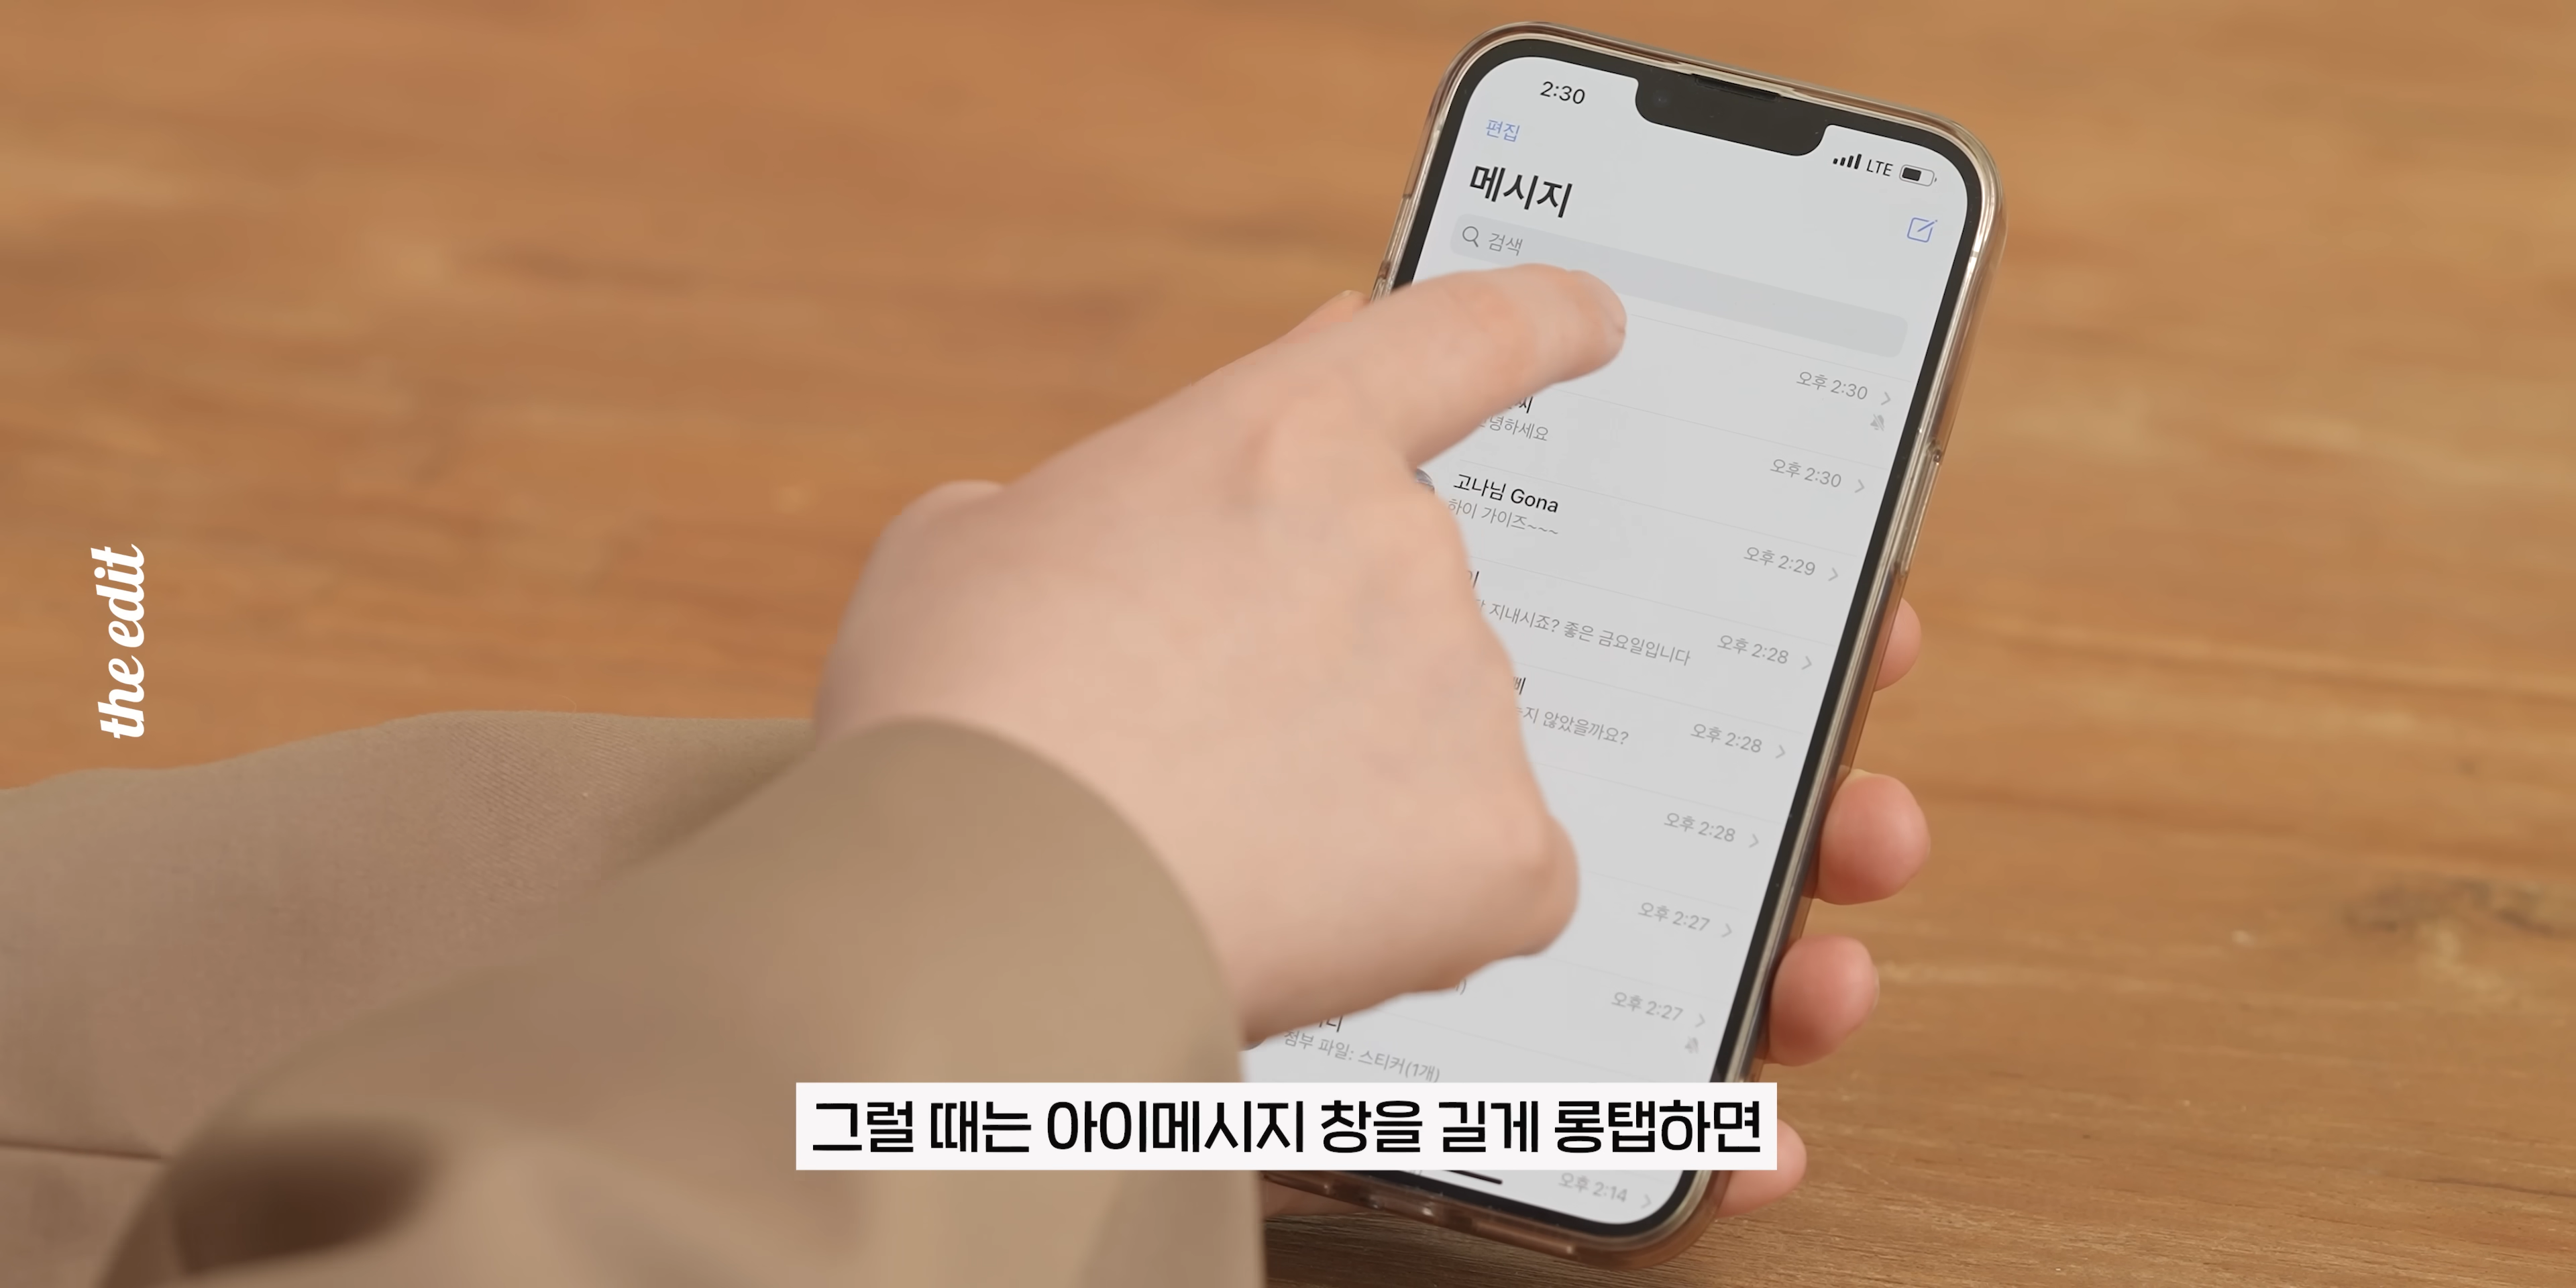 the edit
2:30
LTE
편집
메시지
검색
오후 2:30
오후 2:30
고나님 Gona
하이 가이즈~~~
오후 2:29
지내시죠? 좋은 금요일입니다
오후 2:28
않았을까요?
오후 2:28
오후 2:28
오후 2:27
오후 2:27
첨부 파일: 스티커(1개)
그럴 때는 아이메시지 창을 길게 롱탭하면
오후 2:14